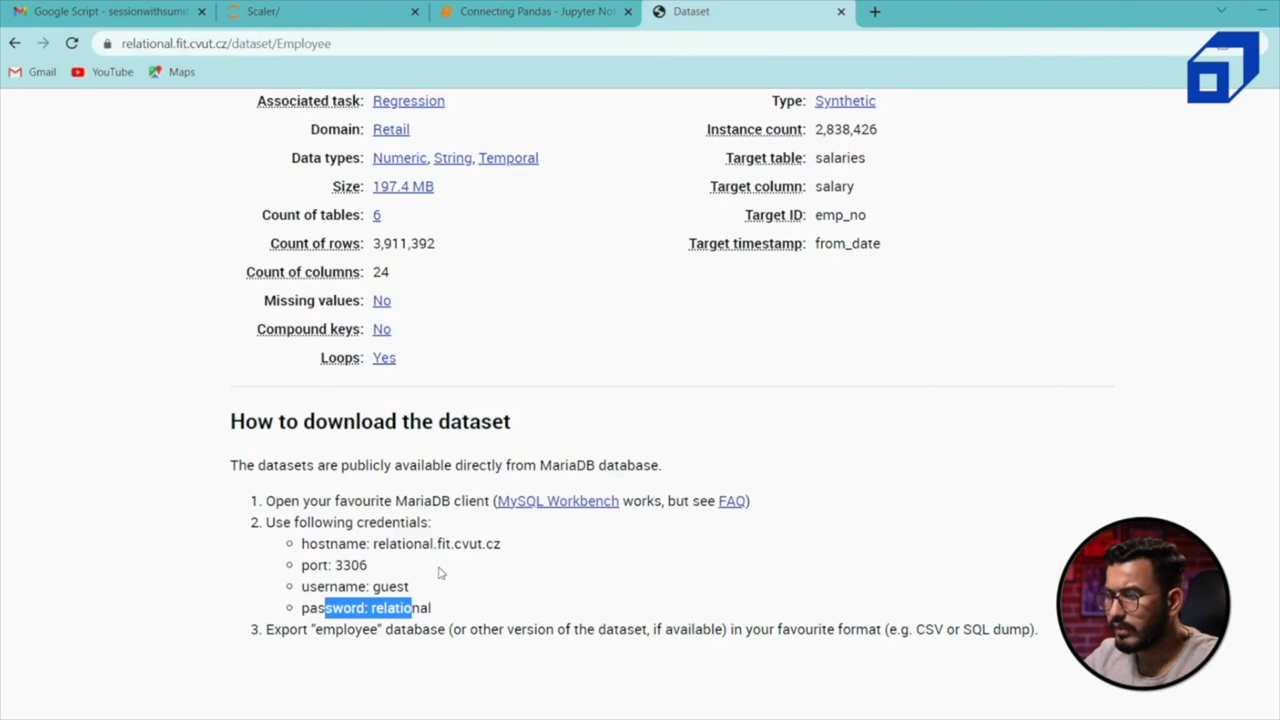 Google Script - sessionwithsumit
Scaler/
Connecting Pandas - Jupyter Not
Dataset
relational.fit.cvut.cz/dataset/Employee
Gmail
YouTube
Maps
Associated task: Regression
Type: Synthetic
Domain: Retail
Instance count: 2,838,426
Data types: Numeric, String, Temporal
Target table: salaries
Size: 197.4 MB
Target column: salary
Count of tables: 6
Target ID: emp_no
Count of rows: 3,911,392
Target timestamp: from_date
Count of columns: 24
Missing values: No
Compound keys: No
Loops: Yes
How to download the dataset
The datasets are publicly available directly from MariaDB database.
1. Open your favourite MariaDB client (MySQL Workbench works, but see FAQ)
2. Use following credentials:
hostname: relational.fit.cvut.cz
port: 3306
username: guest
password: relational
3. Export "employee" database (or other version of the dataset, if available) in your favourite format (e.g. CSV or SQL dump).